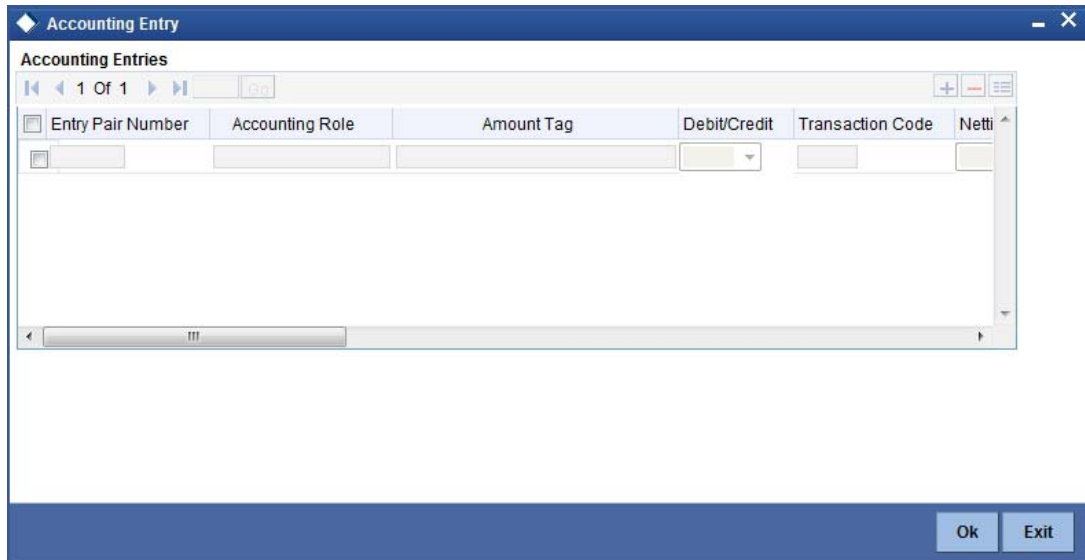 Accounting Entry
Accounting Entries
1 Of 1 Go
Entry Pair Number Accounting Role Amount Tag Debit/Credit Transaction Code Netti
Ok Exit